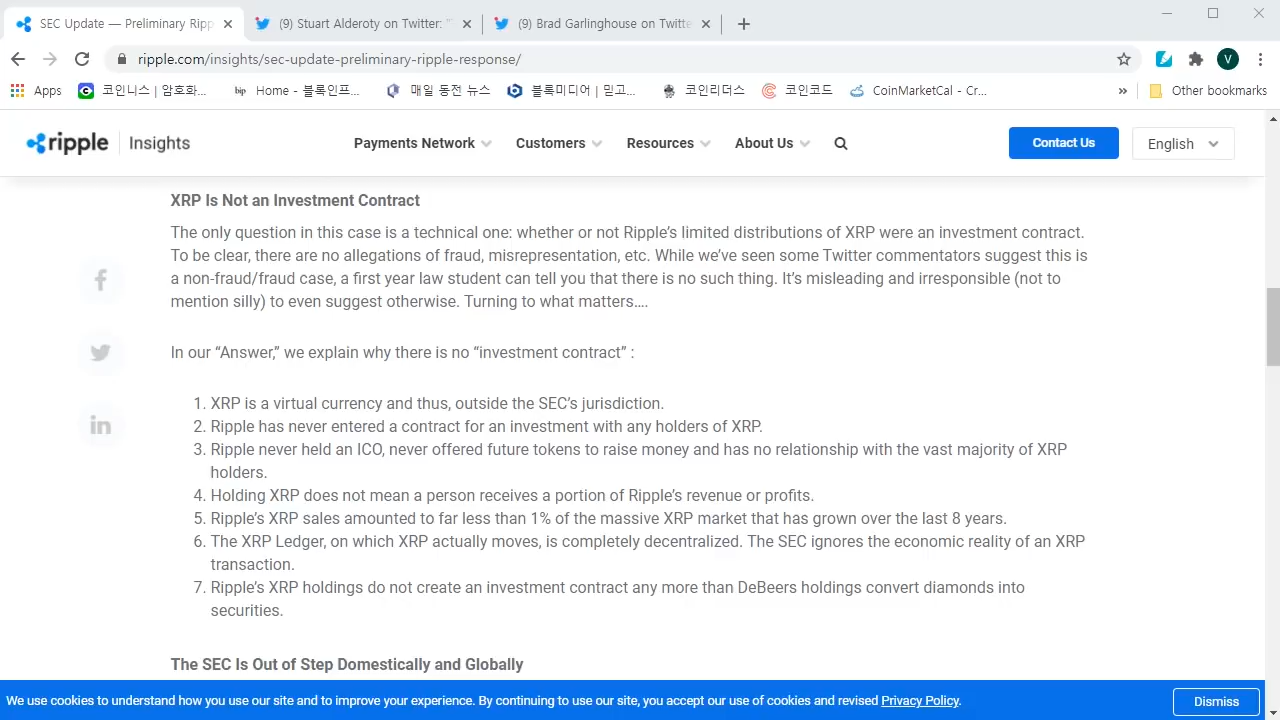 SEC Update — Preliminary Ripp
(9) Stuart Alderoty on Twitter: "
(9) Brad Garlinghouse on Twitte
ripple.com/insights/sec-update-preliminary-ripple-response/
V
Apps
코인니스 | 암호화...
bip
Home - 블록인프...
매일 동전 뉴스
블록미디어 | 믿고...
코인리더스
코인코드
CoinMarketCal - Cr...
»
Other bookmarks
ripple
Insights
Payments Network
Customers
Resources
About Us
Contact Us
English
XRP Is Not an Investment Contract
The only question in this case is a technical one: whether or not Ripple’s limited distributions of XRP were an investment contract.
To be clear, there are no allegations of fraud, misrepresentation, etc. While we’ve seen some Twitter commentators suggest this is
a non-fraud/fraud case, a first year law student can tell you that there is no such thing. It’s misleading and irresponsible (not to
mention silly) to even suggest otherwise. Turning to what matters….
In our “Answer,” we explain why there is no “investment contract” :
1. XRP is a virtual currency and thus, outside the SEC’s jurisdiction.
2. Ripple has never entered a contract for an investment with any holders of XRP.
3. Ripple never held an ICO, never offered future tokens to raise money and has no relationship with the vast majority of XRP
holders.
4. Holding XRP does not mean a person receives a portion of Ripple’s revenue or profits.
5. Ripple’s XRP sales amounted to far less than 1% of the massive XRP market that has grown over the last 8 years.
6. The XRP Ledger, on which XRP actually moves, is completely decentralized. The SEC ignores the economic reality of an XRP
transaction.
7. Ripple’s XRP holdings do not create an investment contract any more than DeBeers holdings convert diamonds into
securities.
The SEC Is Out of Step Domestically and Globally
We use cookies to understand how you use our site and to improve your experience. By continuing to use our site, you accept our use of cookies and revised Privacy Policy.
Dismiss